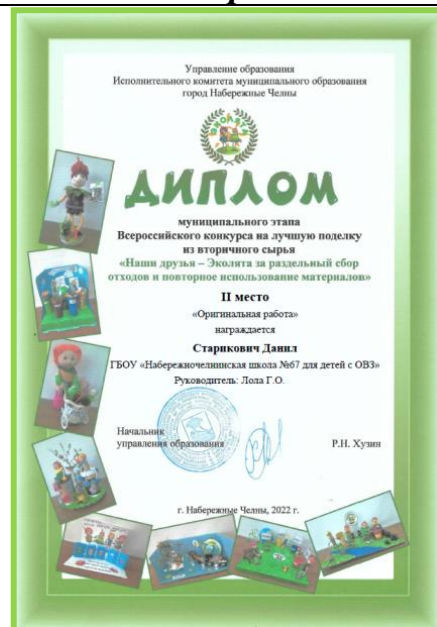 Управление образования
Исполнительного комитета муниципального образования
город Набережные Челны
ЭКОЛЯТА
ДИПЛОМ
муниципального этапа
Всероссийского конкурса на лучшую поделку
из вторичного сырья
«Наши друзья – Эколята за раздельный сбор
отходов и повторное использование материалов»
II место
«Оригинальная работа»
награждается
Старикович Данил
ГБОУ «Набережночелнинская школа №67 для детей с ОВЗ»
Руководитель: Лола Г.О.
Начальник
управления образования Р.Н. Хузин
г. Набережные Челны, 2022 г.